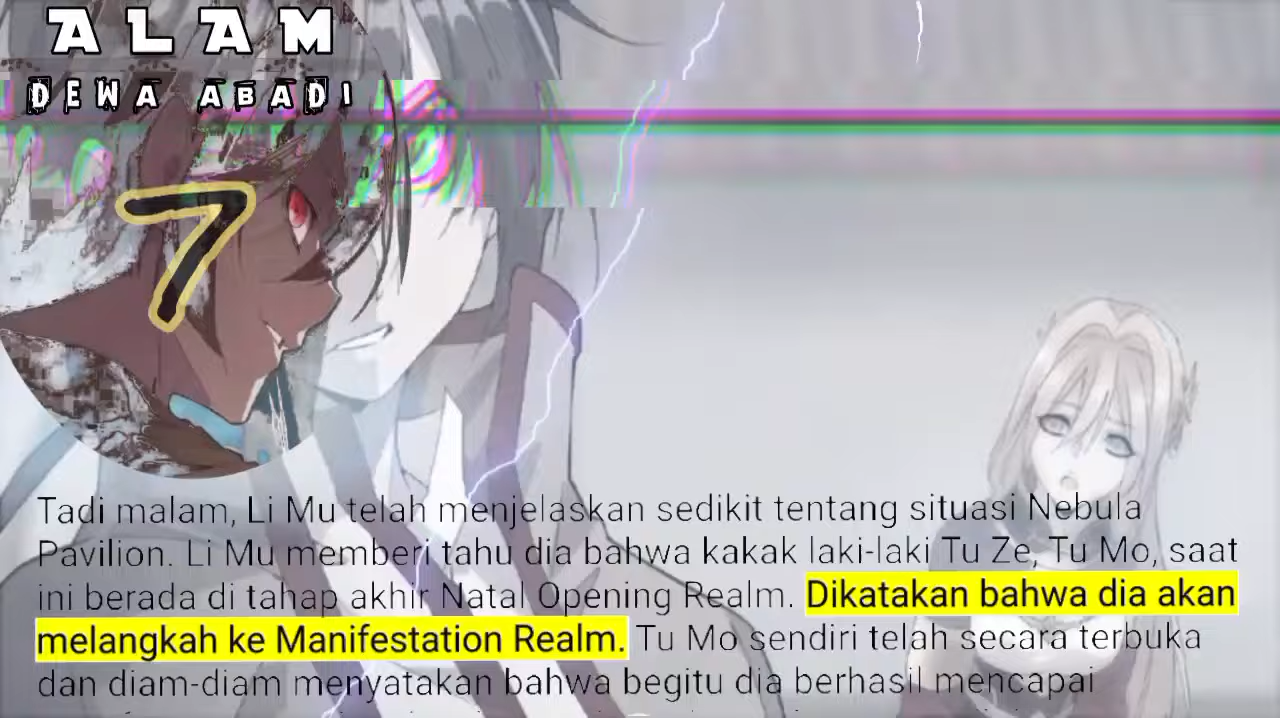 ALAM
DEWA ABADI
7
Tadi malam, Li Mu telah menjelaskan sedikit tentang situasi Nebula
Pavilion. Li Mu memberi tahu dia bahwa kakak laki-laki Tu Ze, Tu Mo, saat
ini berada di tahap akhir Natal Opening Realm. Dikatakan bahwa dia akan
melangkah ke Manifestation Realm. Tu Mo sendiri telah secara terbuka
dan diam-diam menyatakan bahwa begitu dia berhasil mencapai